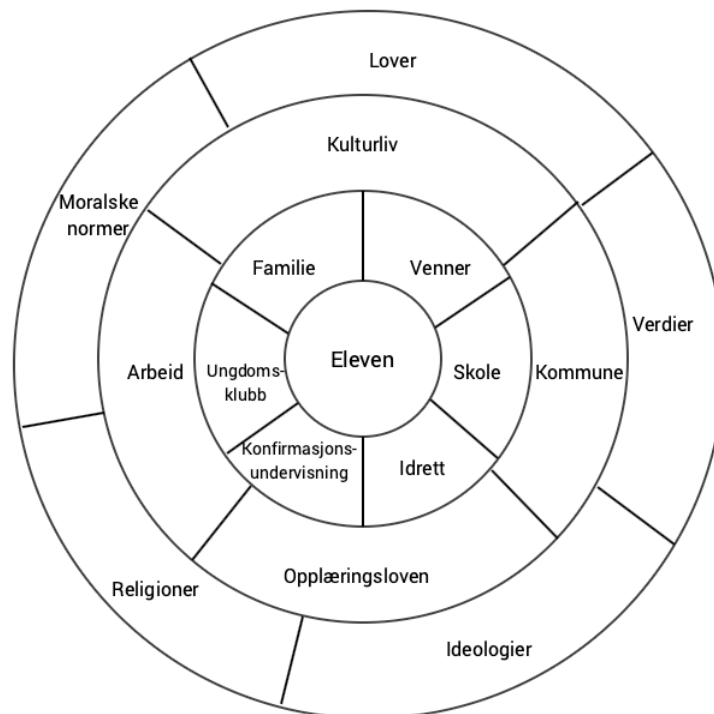 Lover
Kulturliv
Moralske
normer
Familie
Venner
Verdier
Eleven
Arbeid
Ungdoms-
klubb
Skole
Kommune
Konfirmasjons-
undervisning
Idrett
Opplæringsloven
Religioner
Ideologier